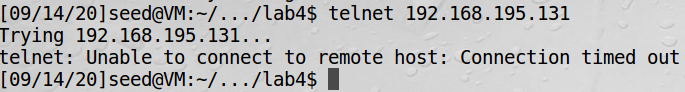 [09/14/20]seed@VM:~/.../lab4$ telnet 192.168.195.131
Trying 192.168.195.131...
telnet: Unable to connect to remote host: Connection timed out
[09/14/20]seed@VM:~/.../lab4$